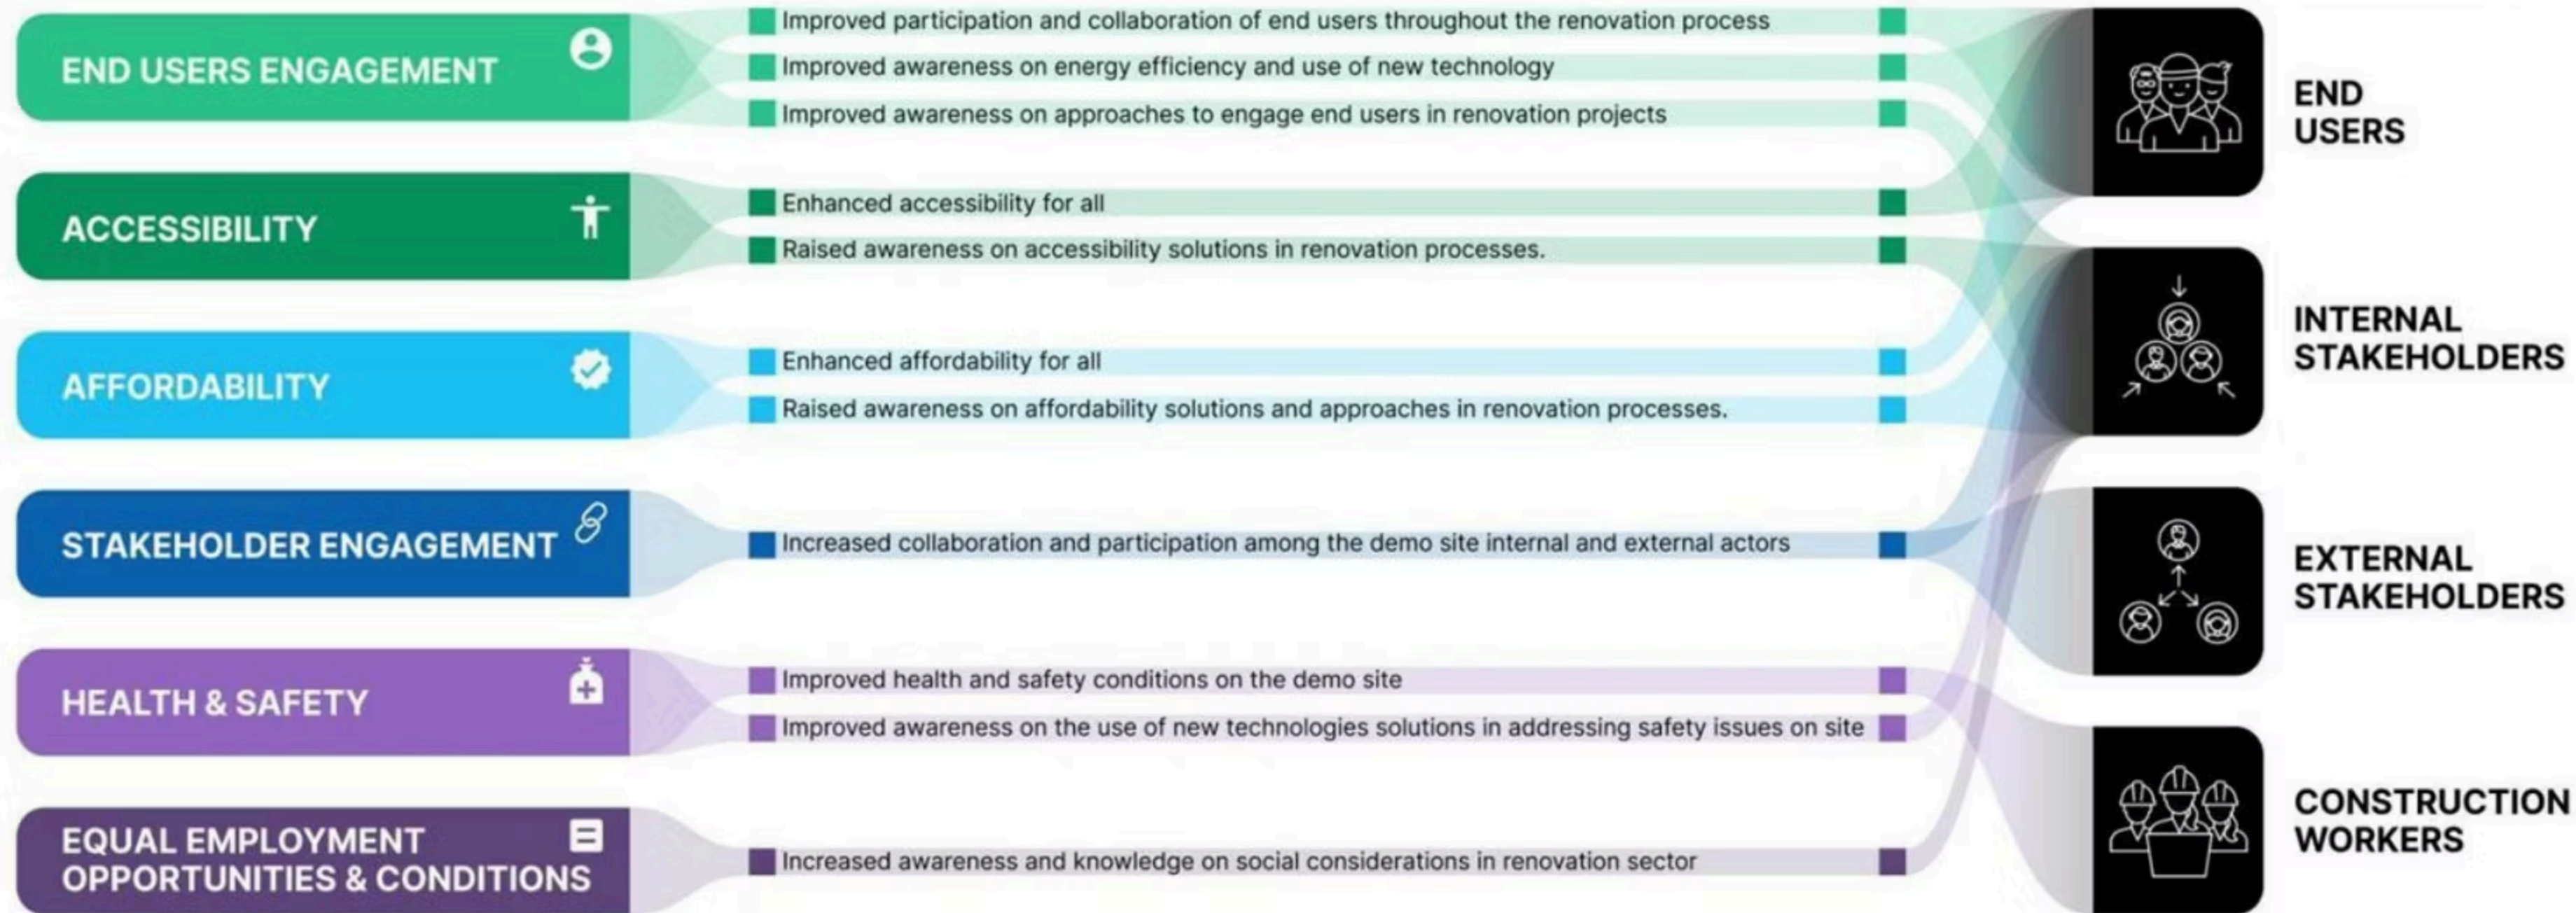 END USERS ENGAGEMENT
Improved participation and collaboration of end users throughout the renovation process
Improved awareness on energy efficiency and use of new technology
Improved awareness on approaches to engage end users in renovation projects
ACCESSIBILITY
Enhanced accessibility for all
Raised awareness on accessibility solutions in renovation processes.
AFFORDABILITY
Enhanced affordability for all
Raised awareness on affordability solutions and approaches in renovation processes.
STAKEHOLDER ENGAGEMENT
Increased collaboration and participation among the demo site internal and external actors
HEALTH & SAFETY
Improved health and safety conditions on the demo site
Improved awareness on the use of new technologies solutions in addressing safety issues on site
EQUAL EMPLOYMENT
OPPORTUNITIES & CONDITIONS
Increased awareness and knowledge on social considerations in renovation sector
END
USERS
INTERNAL
STAKEHOLDERS
EXTERNAL
STAKEHOLDERS
CONSTRUCTION
WORKERS